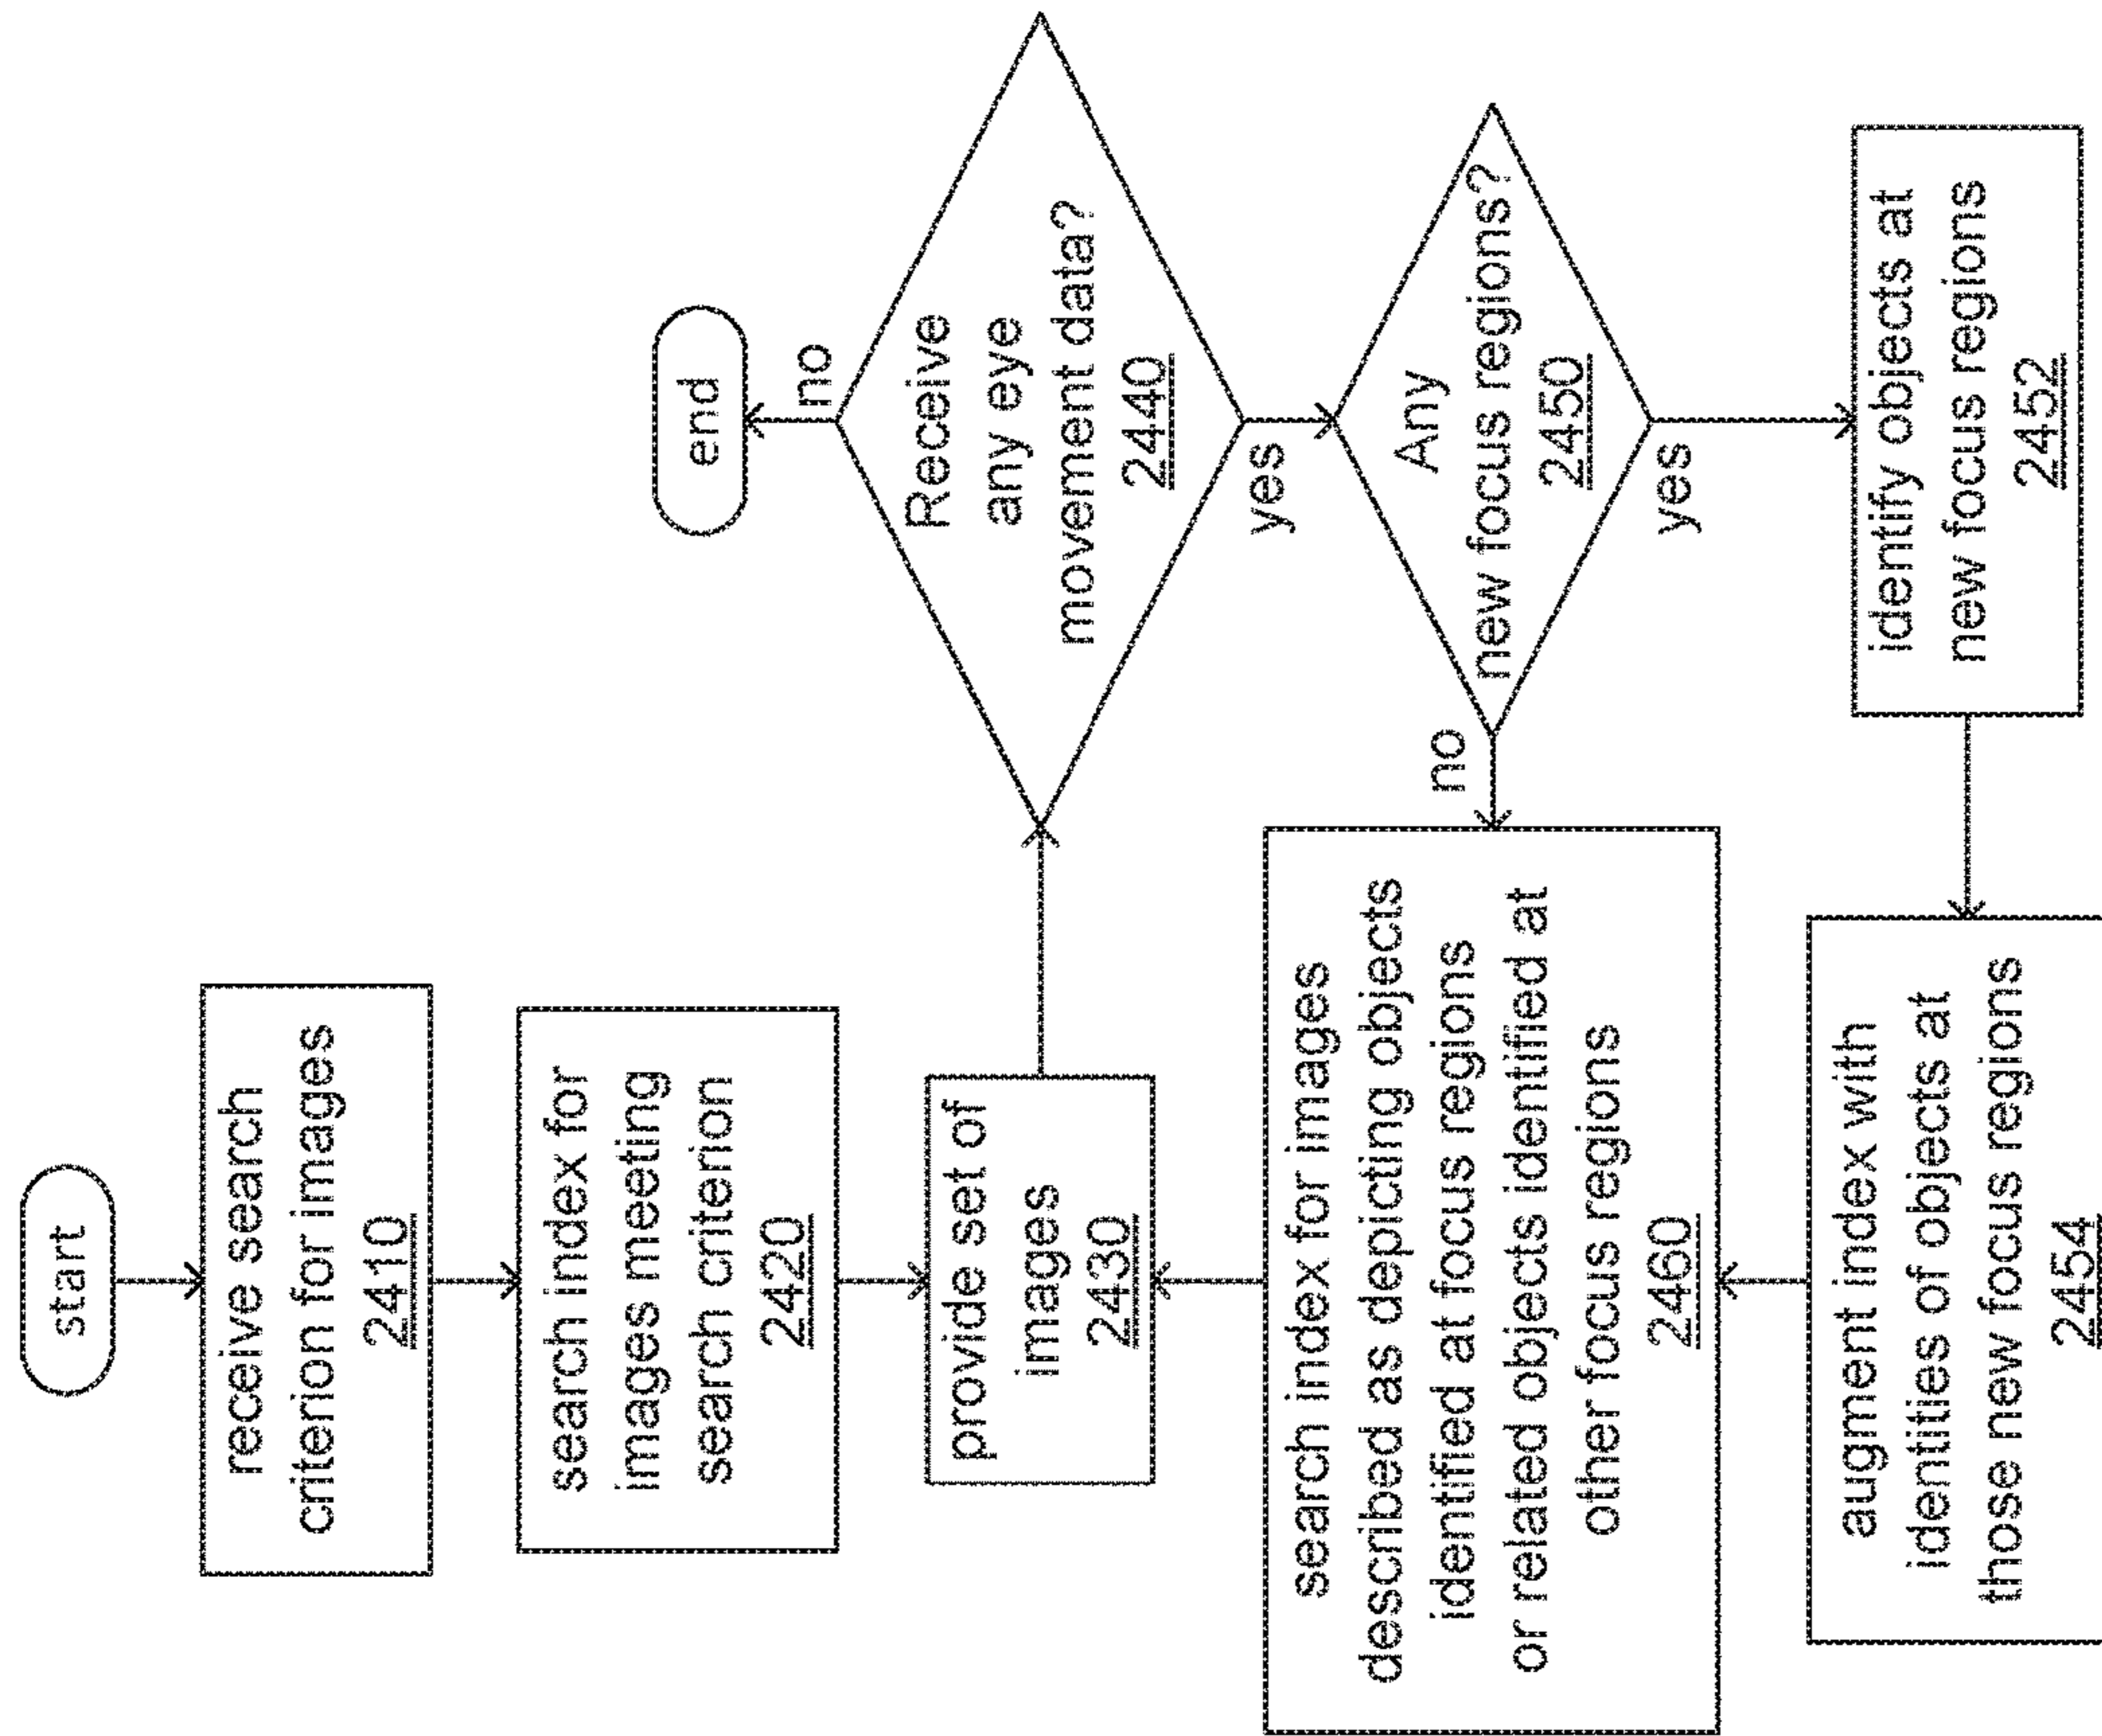 start
receive search
criterion for images
2410
search index for
images meeting
search criterion
2420
provide set of
images
2430
end
no
Receive
any eye
movement data?
2440
yes
Any
new focus regions?
2450
no
yes
identify objects at
new focus regions
2452
augment index with
identities of objects at
those new focus regions
2454
search index for images
described as depicting objects
identified at focus regions
or related objects identified at
other focus regions
2460